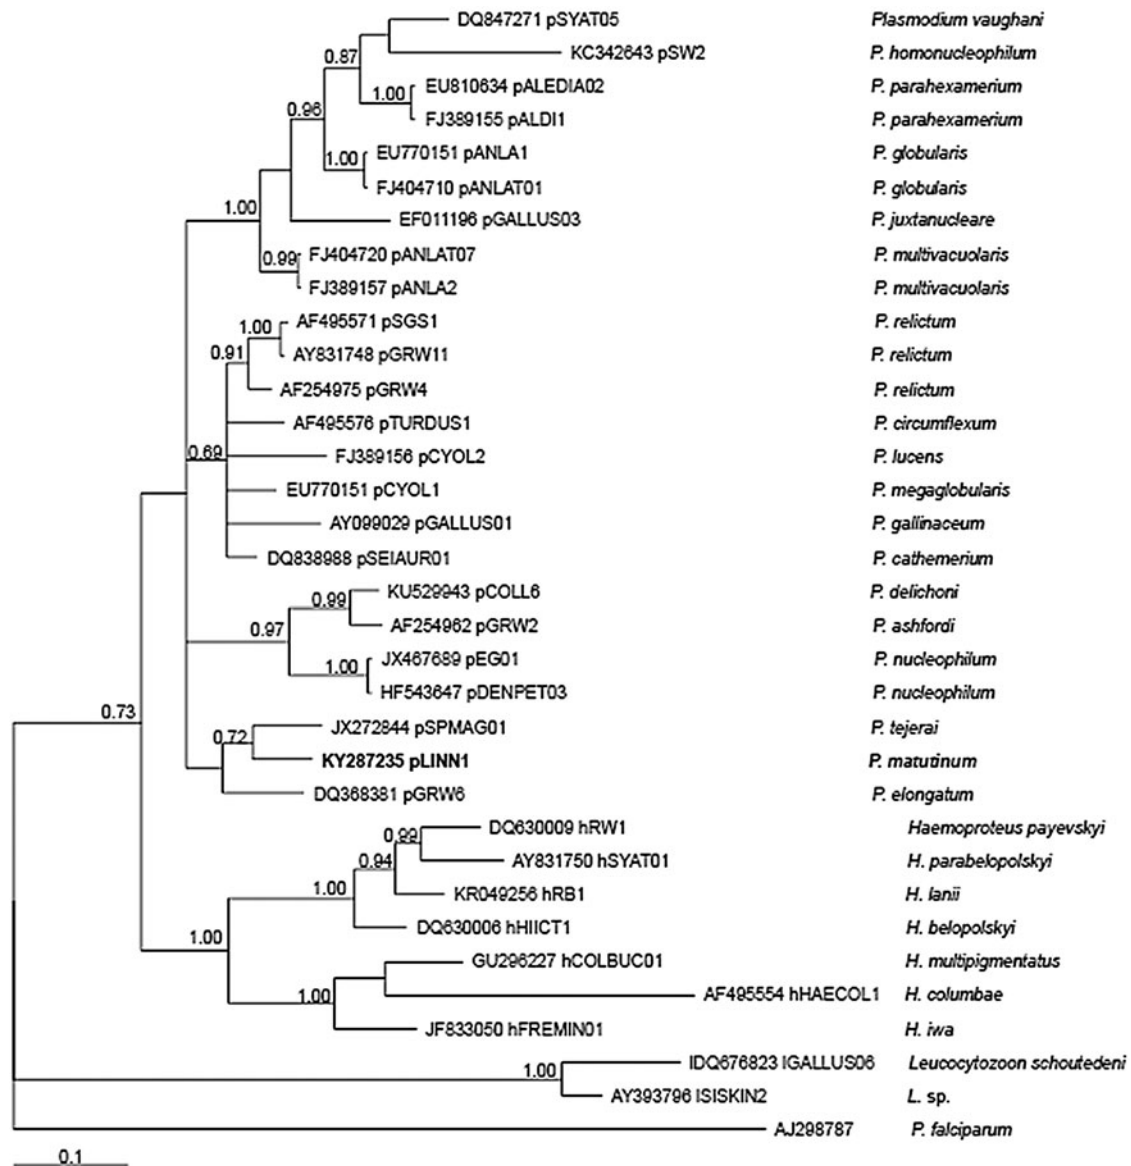 DQ847271 pSYAT05 Plasmodium vaughani
KC342643 pSW2 P. homonucleophilum
0.87
EU810634 pALEDIA02 P. parahexamerium
1.00
0.96
FJ389155 pALDI1 P. parahexamerium
EU770151 pANLA1 P. globularis
1.00
FJ404710 pANLAT01 P. globularis
1.00
EF011196 pGALLUS03 P. juxtanucleare
FJ404720 pANLAT07 P. multivacuolaris
0.99
FJ389157 pANLA2 P. multivacuolaris
AF495571 pSGS1 P. relictum
1.00
0.91
AY831748 pGRW11 P. relictum
AF254975 pGRW4 P. relictum
AF495576 pTURDUS1 P. circumflexum
0.69
FJ389156 pCYOL2 P. lucens
EU770151 pCYOL1 P. megaglobularis
AY099029 pGALLUS01 P. gallinaceum
DQ838988 pSEIAUR01 P. cathemerium
KU529943 pCOLL6 P. delichoni
0.99
AF254962 pGRW2 P. ashfordi
0.97
JX467689 pEG01 P. nucleophilum
1.00
HF543647 pDENPET03 P. nucleophilum
0.73
JX272844 pSPMAG01 P. tejerai
0.72
KY287235 pLINN1 P. matutinum
DQ368381 pGRW6 P. elongatum
DQ630009 hRW1 Haemoproteus payevskyi
0.99
AY831750 hSYAT01 H. parabelopolskyi
0.94
KR049256 hRB1 H. lanii
1.00
DQ630006 hHIICT1 H. belopolskyi
1.00
GU296227 hCOLBUC01 H. multipigmentatus
AF495554 hHAECOL1 H. columbae
1.00
JF833050 hFREMIN01 H. iwa
IDQ676823 lGALLUS06 Leucocytozoon schoutedeni
1.00
AY393796 lSISKIN2 L. sp.
AJ298787 P. falciparum
0.1